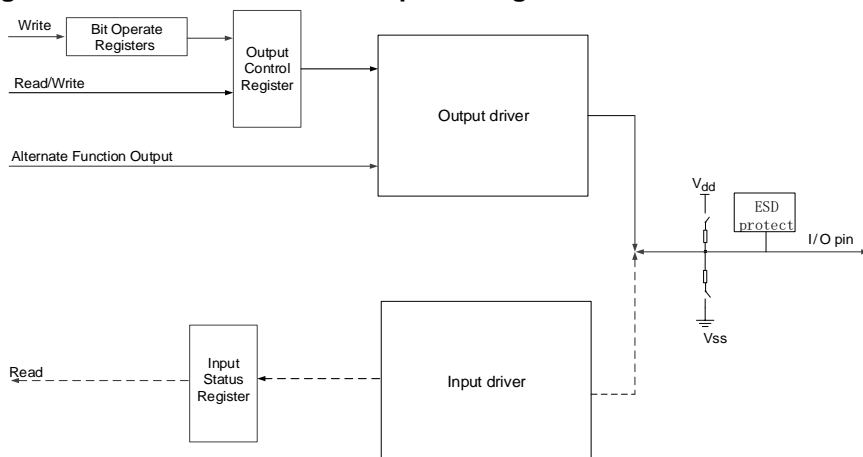 Write
Bit Operate
Registers
Output
Control
Register
Read/Write
Output driver
Alternate Function Output
Vdd
ESD
protect
I/O pin
Vss
Input
Status
Register
Read
Input driver